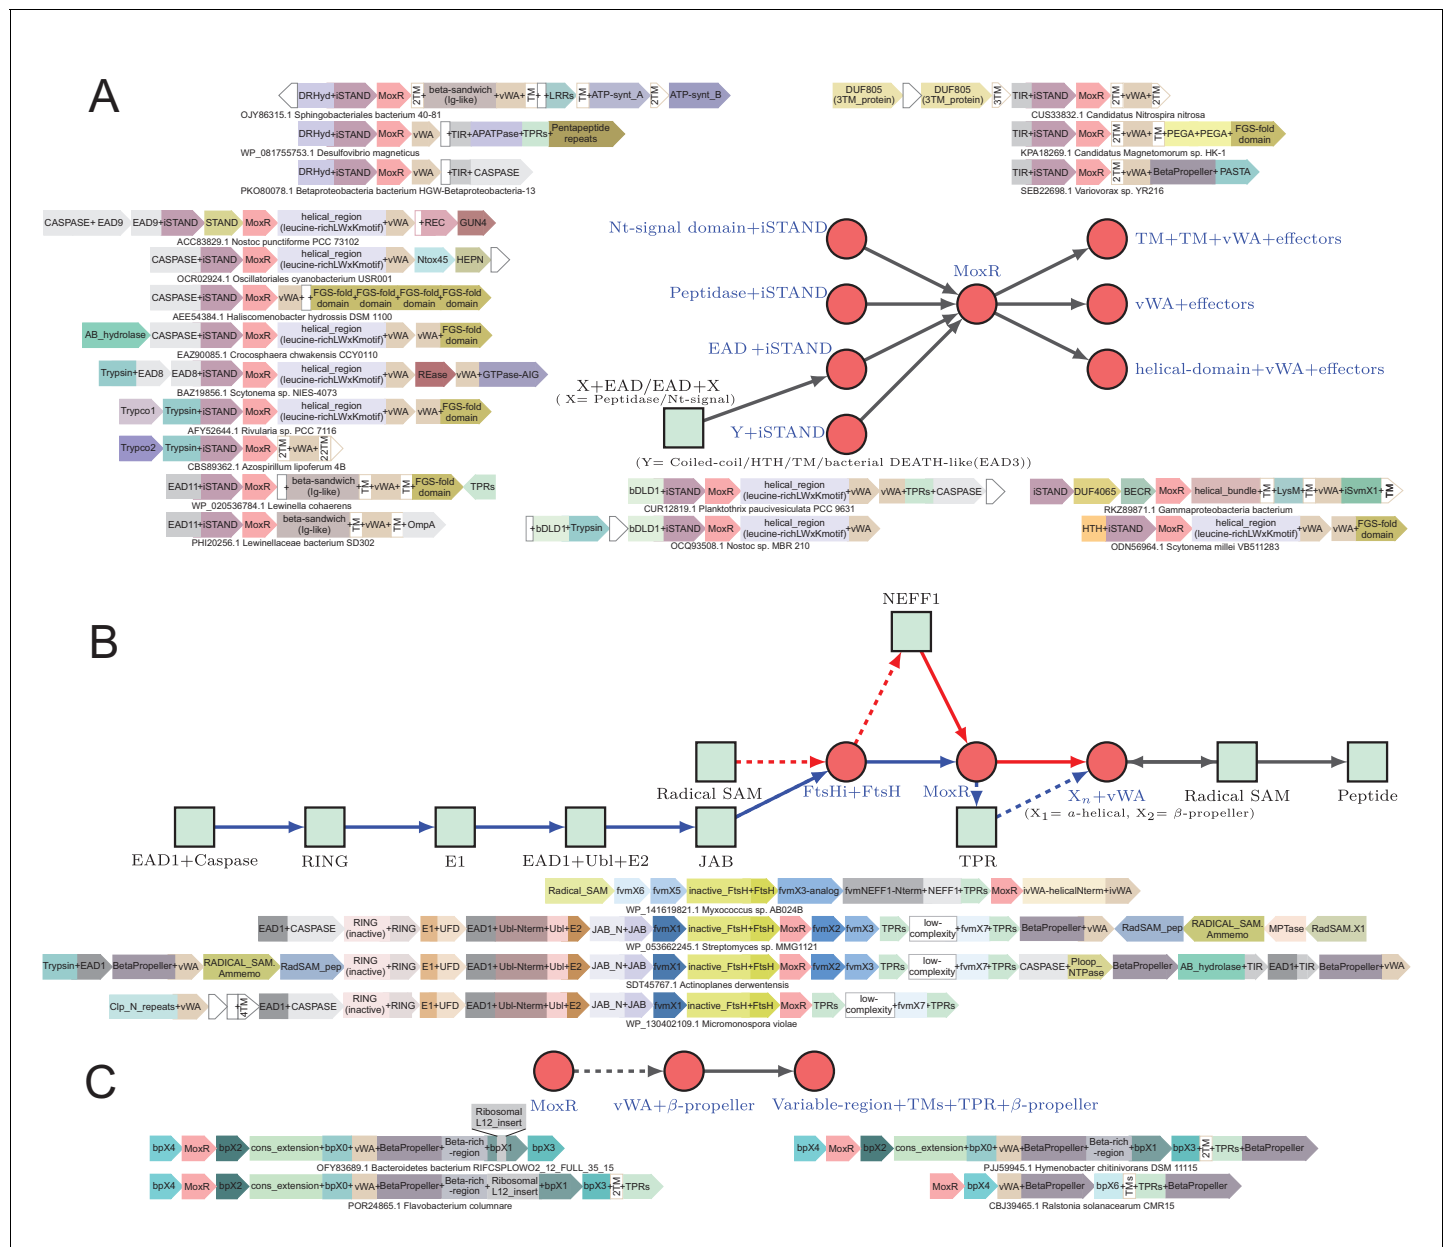 A
DRHyd+iSTAND MoxR 2TM + beta-sandwich (Ig-like) +vWA+ TM + +LRRs TM +ATP-synt_A 2TM ATP-synt_B
OJY86315.1 Sphingobacteriales bacterium 40-81
DRHyd+iSTAND MoxR vWA +TIR+APATPase+TPRs+ Pentapeptide repeats
WP_081755753.1 Desulfovibrio magneticus
DRHyd+iSTAND MoxR vWA +TIR+ CASPASE
PKO80078.1 Betaproteobacteria bacterium HGW-Betaproteobacteria-13
DUF805 (3TM_protein) DUF805 (3TM_protein) 3TM TIR+iSTAND MoxR 2TM +vWA+ 2TM
CUS33832.1 Candidatus Nitrospira nitrosa
TIR+iSTAND MoxR 2TM +vWA+ TM +PEGA+PEGA+ FGS-fold domain
KPA18269.1 Candidatus Magnetomorum sp. HK-1
TIR+iSTAND MoxR 2TM +vWA+ BetaPropeller+ PASTA
SEB22698.1 Variovorax sp. YR216
CASPASE+ EAD9 EAD9+iSTAND STAND MoxR helical_region (leucine-richLWxKmotif) +vWA +REC GUN4
ACC83829.1 Nostoc punctiforme PCC 73102
CASPASE+iSTAND MoxR helical_region (leucine-richLWxKmotif) +vWA Ntox45 HEPN
OCR02924.1 Oscillatoriales cyanobacterium USR001
CASPASE+iSTAND MoxR vWA+ + FGS-fold domain + FGS-fold domain + FGS-fold domain + FGS-fold domain
AEE54384.1 Haliscomenobacter hydrossis DSM 1100
AB_hydrolase CASPASE+iSTAND MoxR helical_region (leucine-richLWxKmotif) +vWA vWA+ FGS-fold domain
EAZ90085.1 Crocosphaera chwakensis CCY0110
Trypsin+EAD8 EAD8+iSTAND MoxR helical_region (leucine-richLWxKmotif) +vWA REase vWA+GTPase-AIG
BAZ19856.1 Scytonema sp. NIES-4073
Trypco1 Trypsin+iSTAND MoxR helical_region (leucine-richLWxKmotif) +vWA vWA+ FGS-fold domain
AFY52644.1 Rivularia sp. PCC 7116
Trypco2 Trypsin+iSTAND MoxR 2TM +vWA+ 22TM
CBS89362.1 Azospirillum lipoferum 4B
EAD11+iSTAND MoxR + beta-sandwich (Ig-like) + TM +vWA+ TM + FGS-fold domain TPRs
WP_020536784.1 Lewinella cohaerens
EAD11+iSTAND MoxR beta-sandwich (Ig-like) + TM +vWA+ TM + OmpA
PHI20256.1 Lewinellaceae bacterium SD302
Nt-signal domain+iSTAND
Peptidase+iSTAND
EAD +iSTAND
X+EAD/EAD+X
( X= Peptidase/Nt-signal)
Y+iSTAND
(Y= Coiled-coil/HTH/TM/bacterial DEATH-like(EAD3))
MoxR
TM+TM+vWA+effectors
vWA+effectors
helical-domain+vWA+effectors
bDLD1+iSTAND MoxR helical_region (leucine-richLWxKmotif) +vWA vWA+TPRs+CASPASE
CUR12819.1 Planktothrix paucivesiculata PCC 9631
+bDLD1+Trypsin bDLD1+iSTAND MoxR helical_region (leucine-richLWxKmotif) +vWA
OCQ93508.1 Nostoc sp. MBR 210
iSTAND DUF4065 BECR MoxR helical_bundle+ TM +LysM+ TM +vWA+iSvmX1+ TM
RKZ89871.1 Gammaproteobacteria bacterium
HTH+iSTAND MoxR helical_region (leucine-richLWxKmotif) +vWA vWA+ FGS-fold domain
ODN56964.1 Scytonema millei VB511283
B
NEFF1
Radical SAM
FtsHi+FtsH
MoxR
Xn+vWA
(X1= α-helical, X2= β-propeller)
Radical SAM
Peptide
EAD1+Caspase
RING
E1
EAD1+Ubl+E2
JAB
TPR
Radical_SAM fvmX6 fvmX5 inactive_FtsH+FtsH fvmX3-analog fvmNEFF1-Nterm+NEFF1+TPRs MoxR ivWA-helicalNterm+ivWA
WP_141619821.1 Myxococcus sp. AB024B
EAD1+CASPASE RING (inactive) +RING E1+UFD EAD1+Ubl-Nterm+Ubl+E2 JAB_N+JAB fvmX1 inactive_FtsH+FtsH MoxR fvmX2 fvmX3 TPRs low-complexity +fvmX7+TPRs BetaPropeller+vWA RadSAM_pep RADICAL_SAM. Ammemo MPTase RadSAM.X1
WP_053662245.1 Streptomyces sp. MMG1121
Trypsin+EAD1 BetaPropeller+vWA RADICAL_SAM. Ammemo RadSAM_pep RING (inactive) +RING E1+UFD EAD1+Ubl-Nterm+Ubl+E2 JAB_N+JAB fvmX1 inactive_FtsH+FtsH MoxR fvmX2 fvmX3 TPRs low-complexity +fvmX7+TPRs CASPASE+ Ploop_NTPase BetaPropeller AB_hydrolase+TIR EAD1+TIR BetaPropeller+vWA
SDT45767.1 Actinoplanes derwentensis
Clp_N_repeats+vWA + 4TM EAD1+CASPASE RING (inactive) +RING E1+UFD EAD1+Ubl-Nterm+Ubl+E2 JAB_N+JAB fvmX1 inactive_FtsH+FtsH MoxR TPRs low-complexity +fvmX7+TPRs
WP_130402109.1 Micromonospora violae
C
MoxR
vWA+β-propeller
Variable-region+TMs+TPR+β-propeller
Ribosomal L12_insert
bpX4 MoxR bpX2 cons_extension+bpX0+vWA+BetaPropeller+ Beta-rich -region +bpX1 bpX3
OFY83689.1 Bacteroidetes bacterium RIFCSPLOWO2_12_FULL_35_15
bpX4 MoxR bpX2 cons_extension+bpX0+vWA+BetaPropeller+ Beta-rich -region + Ribosomal L12_insert +bpX1 bpX3+ 2TM +TPRs
POR24865.1 Flavobacterium columnare
bpX4 MoxR bpX2 cons_extension+bpX0+vWA+BetaPropeller+ Beta-rich -region +bpX1 bpX3+ 2TM +TPRs+BetaPropeller
PJJ59945.1 Hymenobacter chitinivorans DSM 11115
MoxR bpX4 vWA+BetaPropeller bpX6+ TMs +TPRs+BetaPropeller
CBJ39465.1 Ralstonia solanacearum CMR15